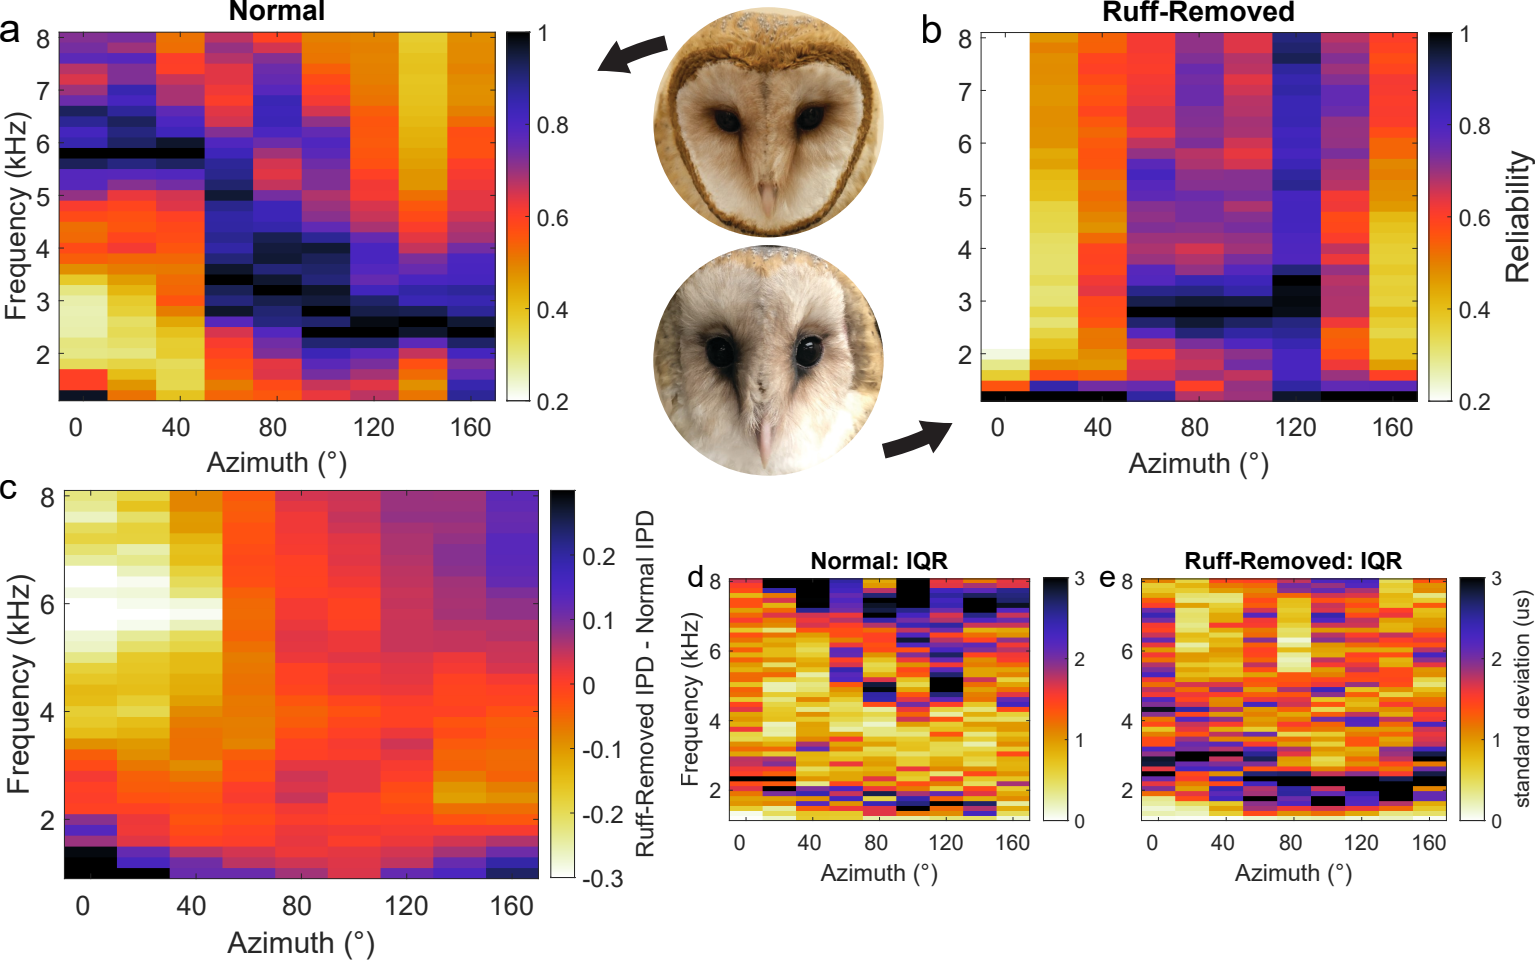 a
Normal
8
7
6
5
4
3
2
Frequency (kHz)
0 40 80 120 160
Azimuth (°)
1
0.8
0.6
0.4
0.2
b
Ruff-Removed
8
7
6
5
4
3
2
0 40 80 120 160
Azimuth (°)
1
0.8
0.6
0.4
0.2
Reliability
c
8
6
4
2
Frequency (kHz)
0 40 80 120 160
Azimuth (°)
0.2
0.1
0
-0.1
-0.2
-0.3
Ruff-Removed IPD - Normal IPD
d
Normal: IQR
8
6
4
2
Frequency (kHz)
0 40 80 120 160
Azimuth (°)
3
2
1
0
e
Ruff-Removed: IQR
8
6
4
2
0 40 80 120 160
Azimuth (°)
3
2
1
0
standard deviation (us)